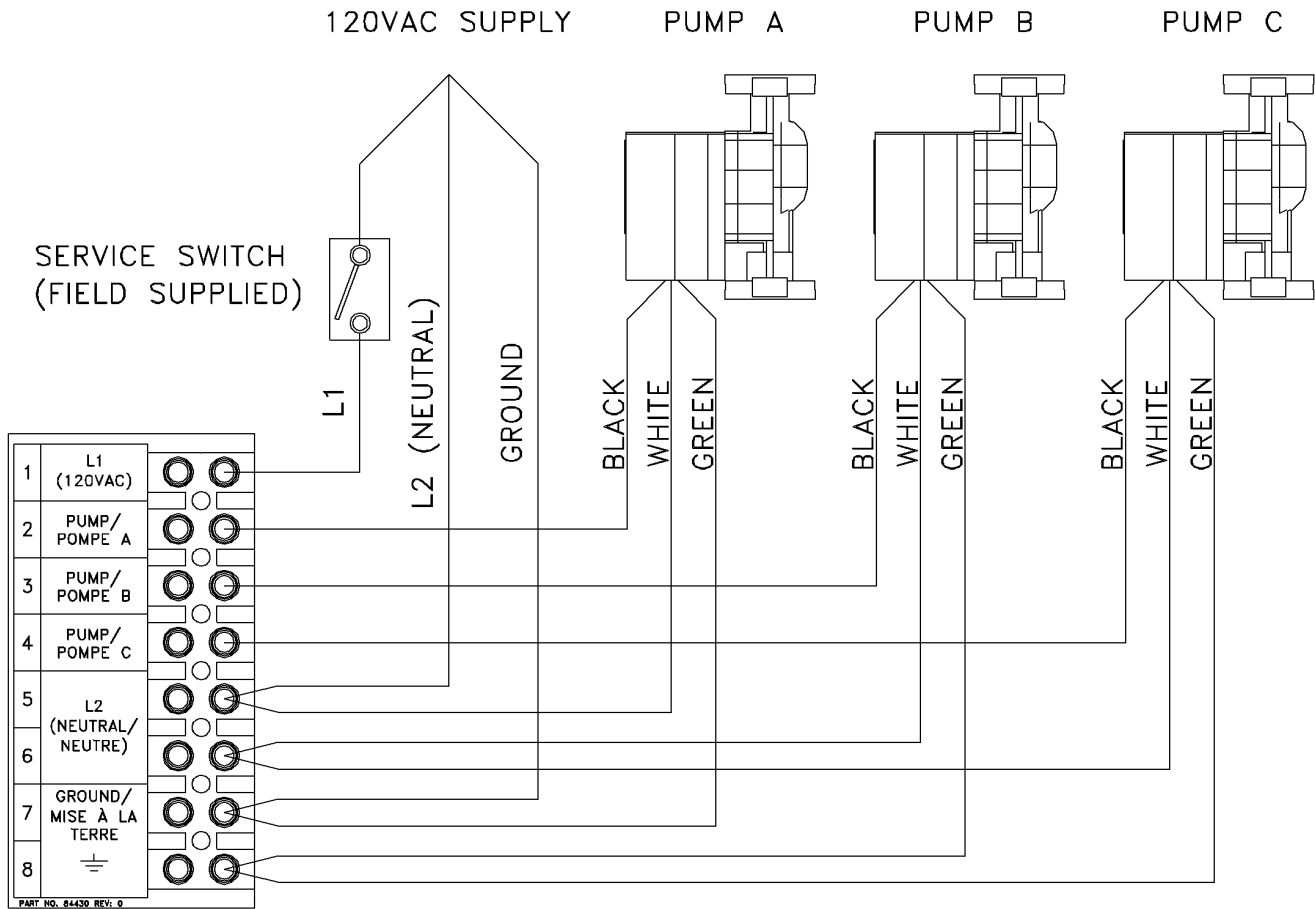 120VAC SUPPLY
PUMP A
PUMP B
PUMP C
SERVICE SWITCH
(FIELD SUPPLIED)
L1
L2 (NEUTRAL)
GROUND
BLACK
WHITE
GREEN
BLACK
WHITE
GREEN
BLACK
WHITE
GREEN
1
L1
(120VAC)
2
PUMP/
POMPE A
3
PUMP/
POMPE B
4
PUMP/
POMPE C
5
L2
(NEUTRAL/
NEUTRE)
6
7
GROUND/
MISE À LA
TERRE
8
PART NO. 84430 REV: 0